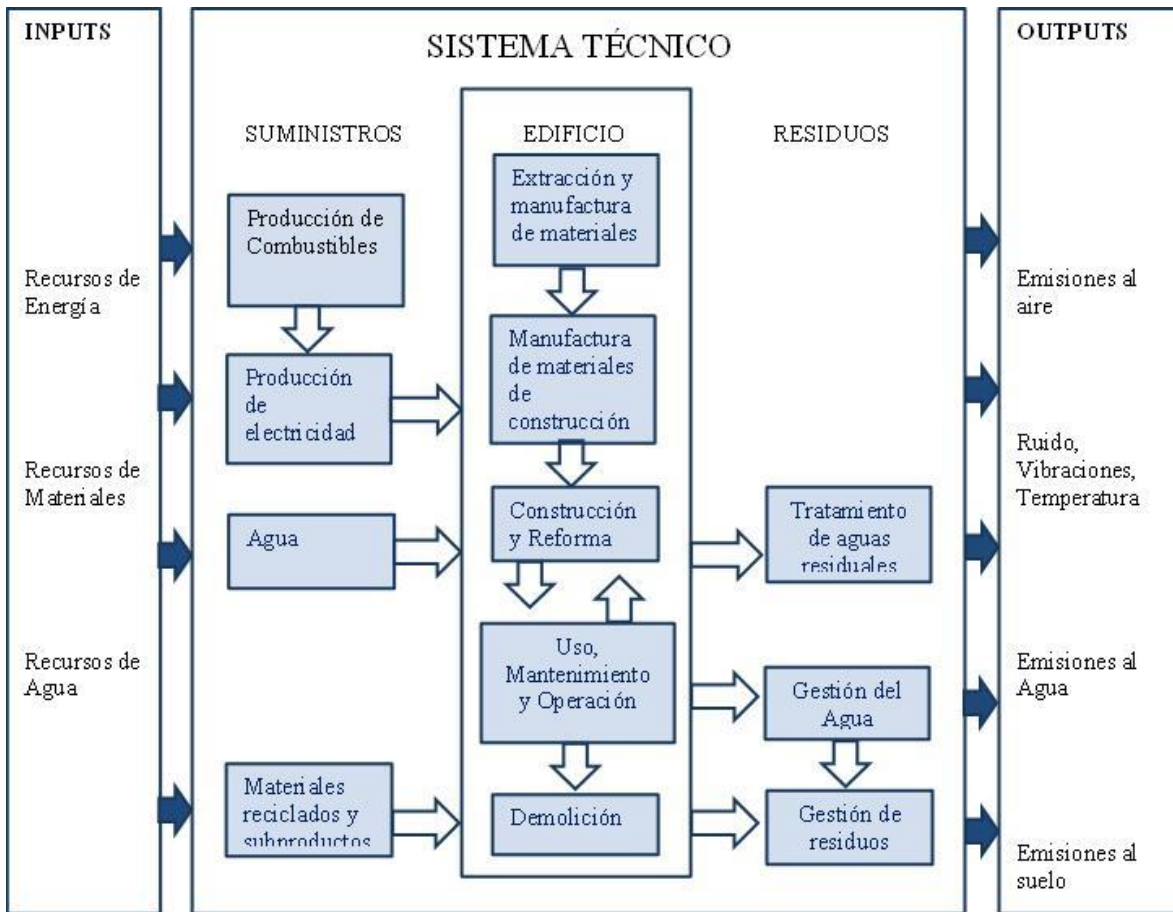 INPUTS
Recursos de
Energía
Recursos de
Materiales
Recursos de
Agua
SISTEMA TÉCNICO
SUMINISTROS
Producción de
Combustibles
Producción
de
electricidad
Agua
Materiales
reciclados y
subproductos
EDIFICIO
Extracción y
manufactura
de materiales
Manufactura
de materiales
de
construcción
Construcción
y Reforma
Uso,
Mantenimiento
y Operación
Demolición
RESIDUOS
Tratamiento
de aguas
residuales
Gestión del
Agua
Gestión de
residuos
OUTPUTS
Emisiones al
aire
Ruido,
Vibraciones,
Temperatura
Emisiones al
Agua
Emisiones al
suelo